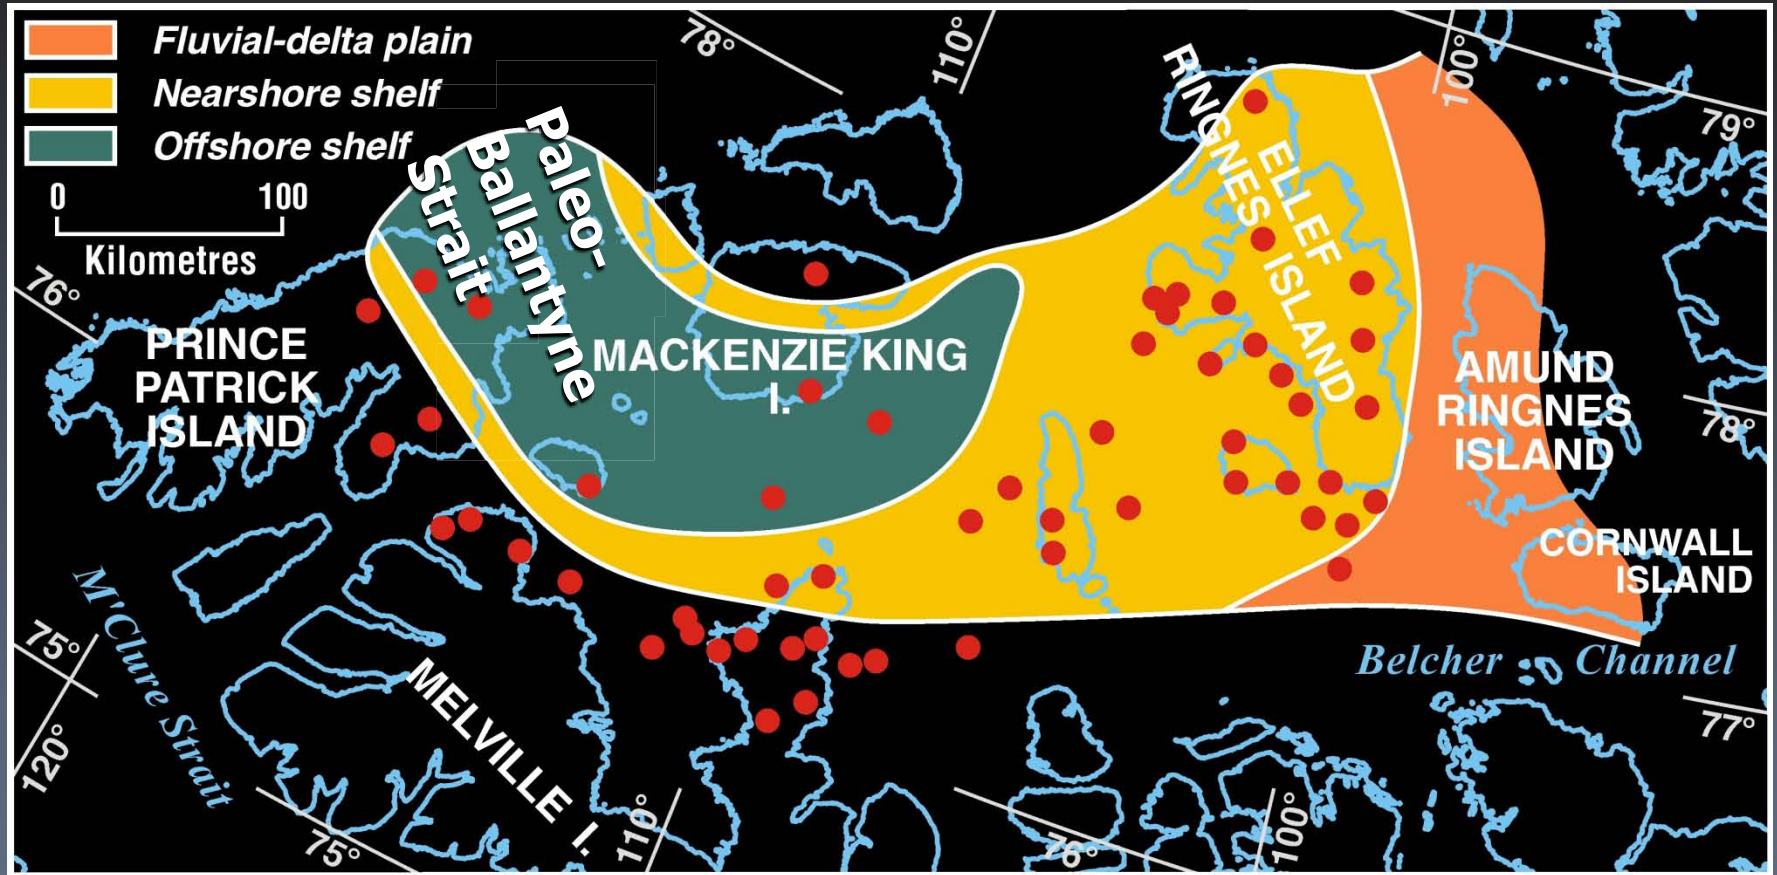 Fluvial-delta plain
Nearshore shelf
Offshore shelf
0 100
Kilometres
78°
110°
100°
79°
Paleo-
Ballantyne
Strait
RINGNES ISLAND
ELLEF
76°
PRINCE
PATRICK
ISLAND
MACKENZIE KING
I.
AMUND
RINGNES
ISLAND
78°
CORNWALL
ISLAND
M'Clure Strait
75°
MELVILLE I.
Belcher Channel
77°
120°
75°
110°
76°
100°